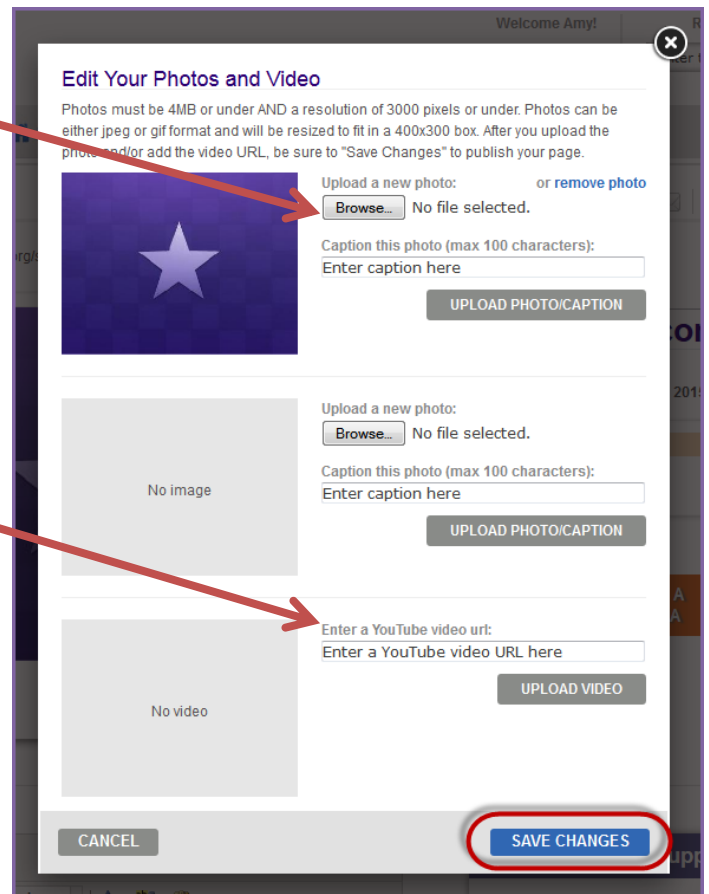 Welcome Amy!
R
Edit Your Photos and Video
Photos must be 4MB or under AND a resolution of 3000 pixels or under. Photos can be
either jpeg or gif format and will be resized to fit in a 400x300 box. After you upload the
photo and/or add the video URL, be sure to "Save Changes" to publish your page.
Upload a new photo: or remove photo
Browse... No file selected.
Caption this photo (max 100 characters):
Enter caption here
UPLOAD PHOTO/CAPTION
org/s
2015
Upload a new photo:
Browse... No file selected.
No image
Caption this photo (max 100 characters):
Enter caption here
UPLOAD PHOTO/CAPTION
A
A
Enter a YouTube video url:
Enter a YouTube video URL here
UPLOAD VIDEO
No video
CANCEL
SAVE CHANGES
upp